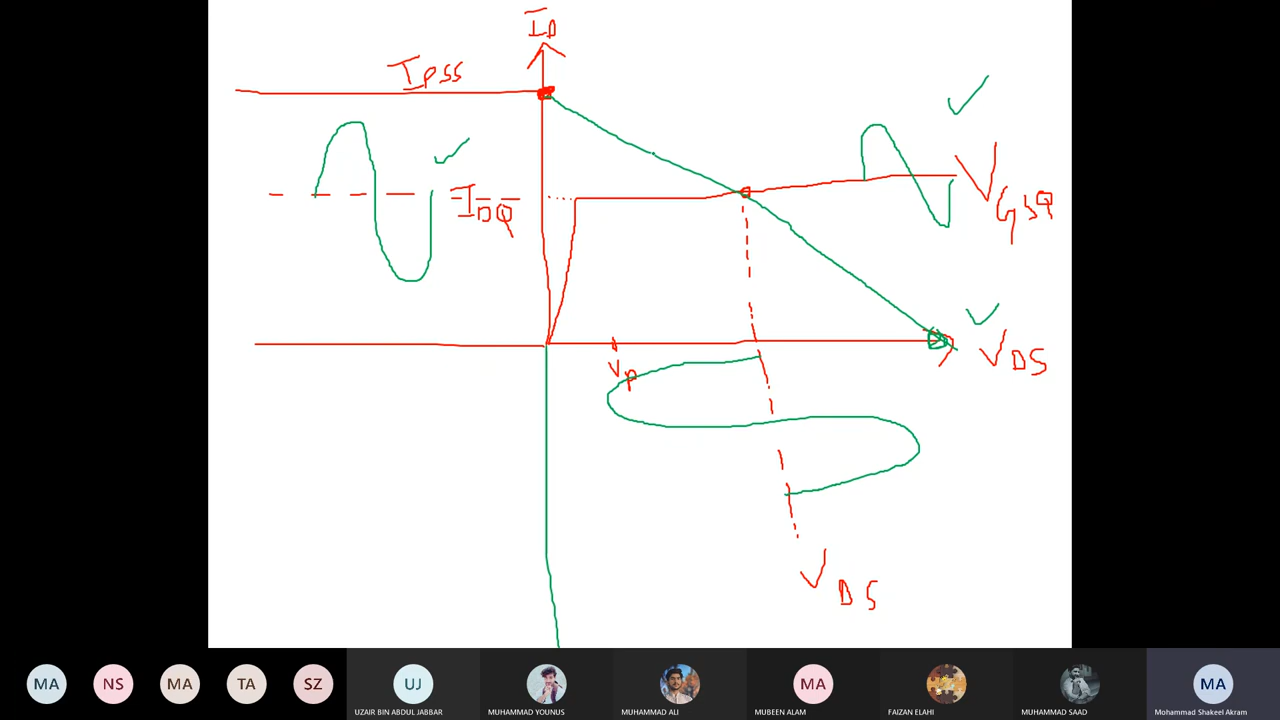 ID
IDSS
IDQ
VGSQ
VDS
Vp
VDS
MA
NS
MA
TA
SZ
UJ
MA
MA
UZAIR BIN ABDUL JABBAR
MUHAMMAD YOUNUS
MUHAMMAD ALI
MUBEEN ALAM
FAIZAN ELAHI
MUHAMMAD SAAD
Mohammad Shakeel Akram